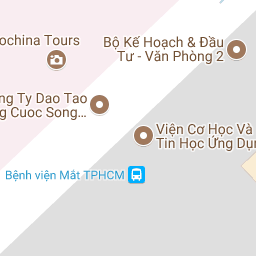 ochina Tours
Bộ Kế Hoạch & Đầu
Tư - Văn Phòng 2
ng Ty Dao Tao
g Cuoc Song...
Viện Cơ Học Và
Tin Học Ứng Dụn
Bệnh viện Mắt TPHCM